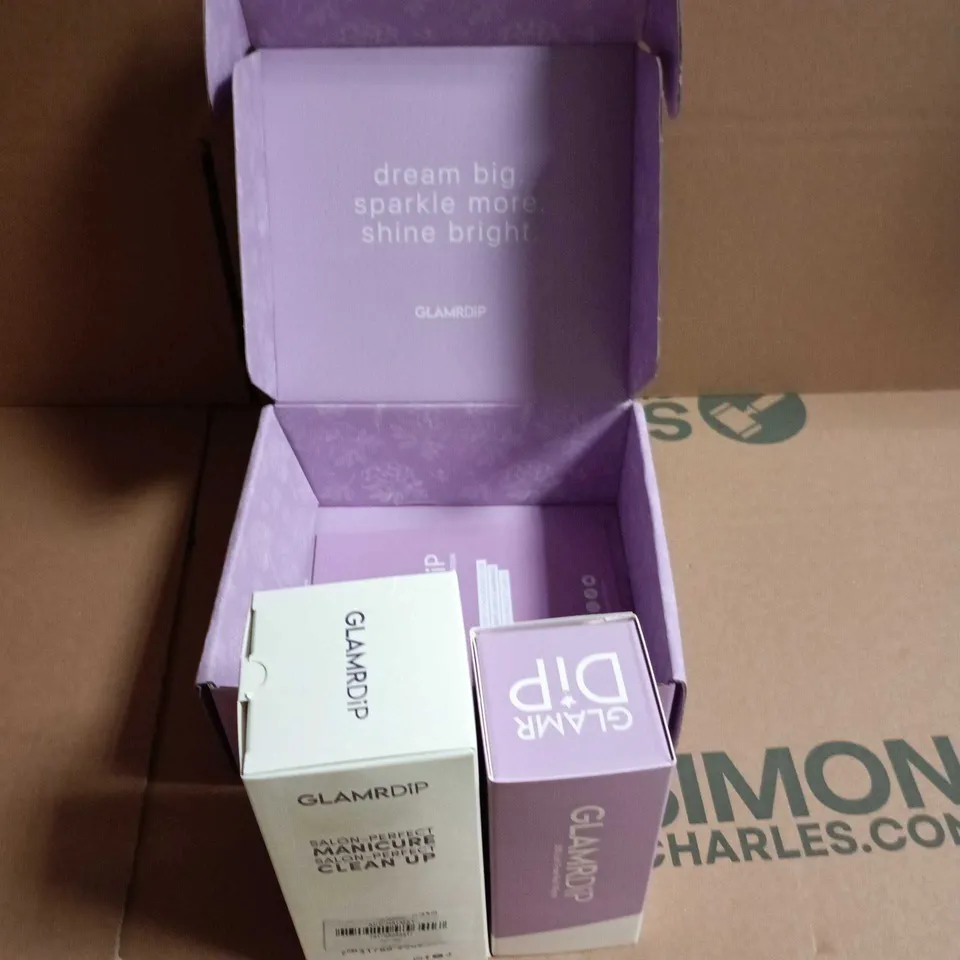 dream big.
sparkle more.
shine bright.
GLAMRDiP
GLAMRDiP
GLAMRDiP
SALON-PERFECT
MANICURE
SALON-PERFECT
CLEAN UP
GLAMR
DiP
GLAMRDiP
SIMON
CHARLES.COM